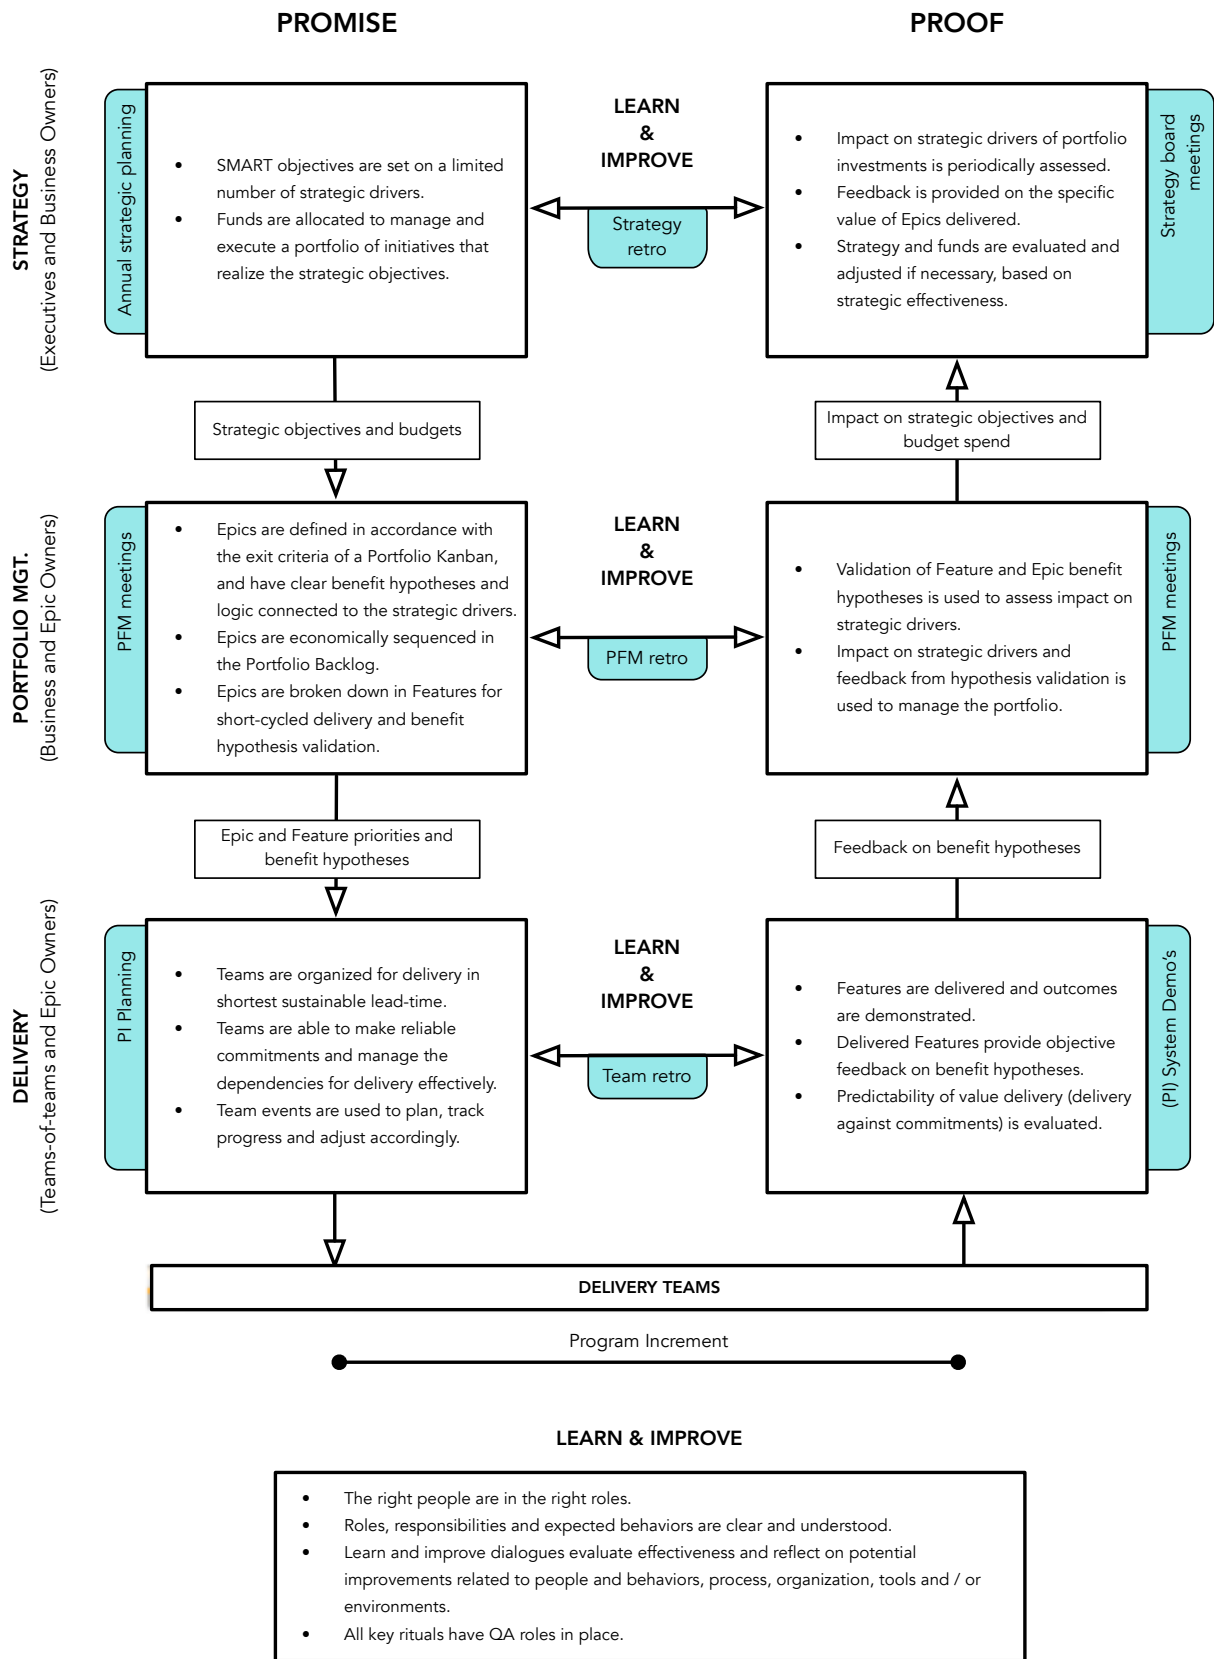 PROMISE
PROOF
STRATEGY
(Executives and Business Owners)
Annual strategic planning
• SMART objectives are set on a limited
number of strategic drivers.
• Funds are allocated to manage and
execute a portfolio of initiatives that
realize the strategic objectives.
LEARN
&
IMPROVE
Strategy
retro
• Impact on strategic drivers of portfolio
investments is periodically assessed.
• Feedback is provided on the specific
value of Epics delivered.
• Strategy and funds are evaluated and
adjusted if necessary, based on
strategic effectiveness.
Strategy board
meetings
Strategic objectives and budgets
Impact on strategic objectives and
budget spend
PORTFOLIO MGT.
(Business and Epic Owners)
PFM meetings
• Epics are defined in accordance with
the exit criteria of a Portfolio Kanban,
and have clear benefit hypotheses and
logic connected to the strategic drivers.
• Epics are economically sequenced in
the Portfolio Backlog.
• Epics are broken down in Features for
short-cycled delivery and benefit
hypothesis validation.
LEARN
&
IMPROVE
PFM retro
• Validation of Feature and Epic benefit
hypotheses is used to assess impact on
strategic drivers.
• Impact on strategic drivers and
feedback from hypothesis validation is
used to manage the portfolio.
PFM meetings
Epic and Feature priorities and
benefit hypotheses
Feedback on benefit hypotheses
DELIVERY
(Teams-of-teams and Epic Owners)
PI Planning
• Teams are organized for delivery in
shortest sustainable lead-time.
• Teams are able to make reliable
commitments and manage the
dependencies for delivery effectively.
• Team events are used to plan, track
progress and adjust accordingly.
LEARN
&
IMPROVE
Team retro
• Features are delivered and outcomes
are demonstrated.
• Delivered Features provide objective
feedback on benefit hypotheses.
• Predictability of value delivery (delivery
against commitments) is evaluated.
(PI) System Demo's
DELIVERY TEAMS
Program Increment
LEARN & IMPROVE
• The right people are in the right roles.
• Roles, responsibilities and expected behaviors are clear and understood.
• Learn and improve dialogues evaluate effectiveness and reflect on potential
improvements related to people and behaviors, process, organization, tools and / or
environments.
• All key rituals have QA roles in place.